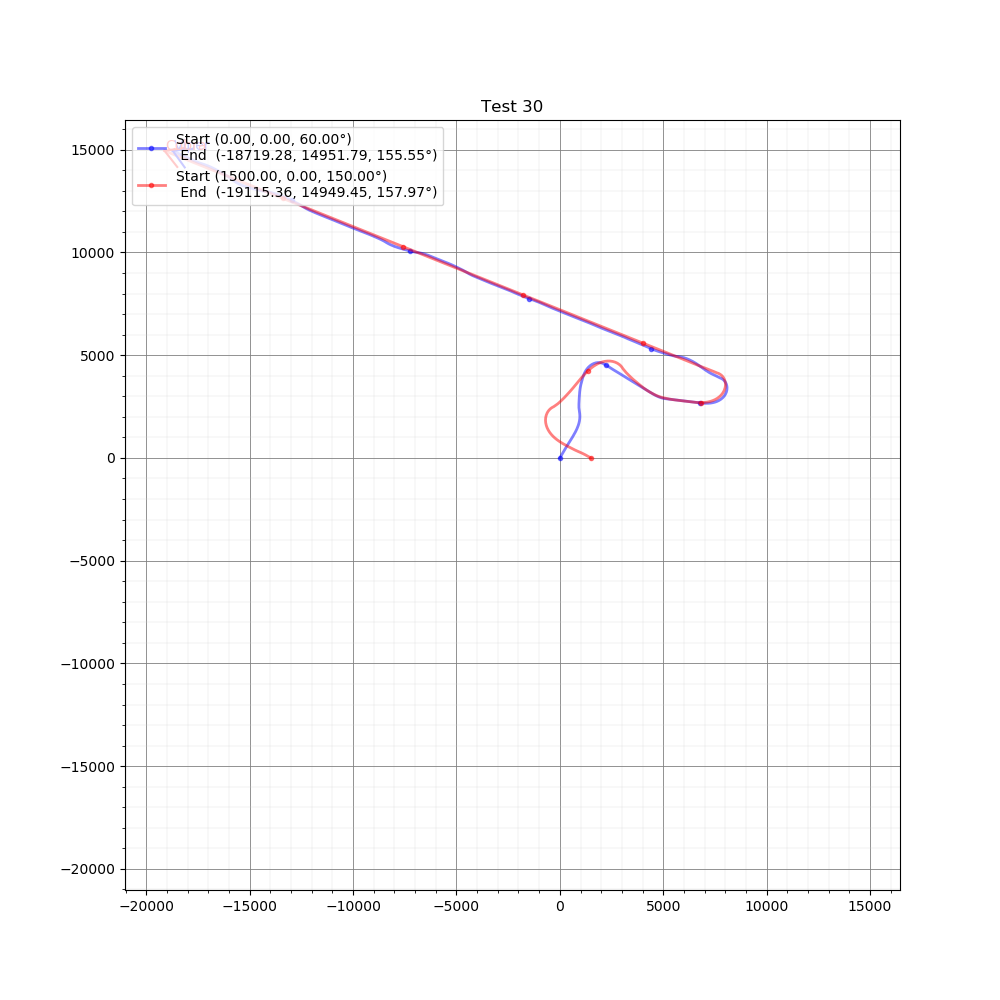 Test 30
Start (0.00, 0.00, 60.00°)
End (-18719.28, 14951.79, 155.55°)
Start (1500.00, 0.00, 150.00°)
End (-19115.36, 14949.45, 157.97°)
15000
10000
5000
0
−5000
−10000
−15000
−20000
−20000 −15000 −10000 −5000 0 5000 10000 15000